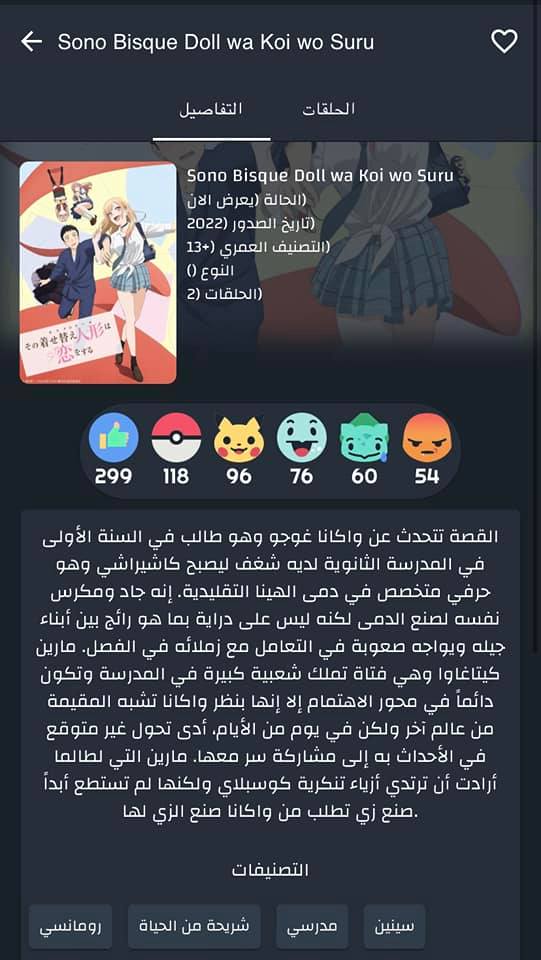 Sono Bisque Doll wa Koi wo Suru
التفاصيل
الحلقات
Sono Bisque Doll wa Koi wo Suru
(الحالة (يعرض الان
(تاريخ الصدور (2022
(التصنيف العمري (+13
النوع ()
(الحلقات (2
その着せ替え人形は
恋をする
299 118 96 76 60 54
القصة تتحدث عن واكانا غوجو وهو طالب في السنة الأولى
في المدرسة الثانوية لديه شغف ليصبح كاشيراشي وهو
حرفي متخصص في دمى الهينا التقليدية. إنه جاد ومكرس
نفسه لصنع الدمى لكنه ليس على دراية بما هو رائج بين أبناء
جيله ويواجه صعوبة في التعامل مع زملائه في الفصل. مارين
كيتاغاوا وهي فتاة تملك شعبية كبيرة في المدرسة وتكون
دائماً في محور الاهتمام إلا إنها بنظر واكانا تشبه المقيمة
من عالم آخر ولكن في يوم من الأيام، أدى تحول غير متوقع
في الأحداث به إلى مشاركة سر معها. مارين التي لطالما
أرادت أن ترتدي أزياء تنكرية كوسبلاي ولكنها لم تستطع أبداً
صنع زي تطلب من واكانا صنع الزي لها.
التصنيفات
سينين
مدرسي
شريحة من الحياة
رومانسي